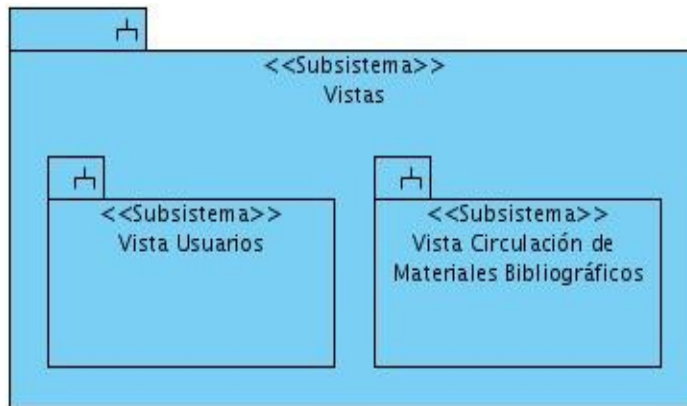 <<Subsistema>>
Vistas
<<Subsistema>>
Vista Usuarios
<<Subsistema>>
Vista Circulación de
Materiales Bibliográficos